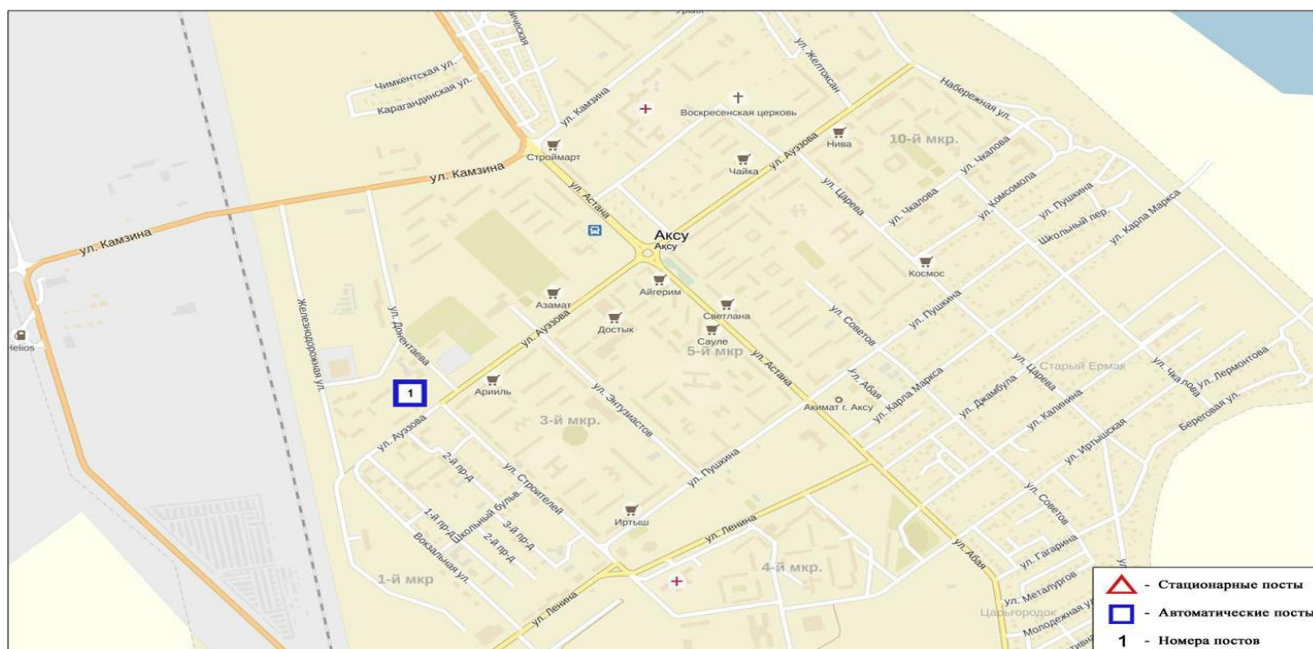 ул. Желтоксан
Чимкентская ул.
Карагандинская ул.
ул. Камзина
Воскресенская церковь
Набережная ул.
Строймарт
Чайка
Нива
ул. Ауэзова
10-й мкр.
ул. Чкалова
ул. Камзина
ул. Астана
ул. Царева
ул. Чкалова
ул. Комсомола
ул. Пушкина
Школьный пер.
ул. Карла Маркса
ул. Камзина
Аксу
Ақсу
Космос
Железнодорожная ул.
ул. Донентаева
Азамат
Айгерим
Достык
Светлана
Сауле
5-й мкр
ул. Ауэзова
ул. Советов
ул. Пушкина
Helios
ул. Астана
Старый Ермак
ул. Лермонтова
1
Арииль
ул. Абая
ул. Карла Маркса
ул. Джамбула
ул. Царева
ул. Чкалова
Акимат г. Аксу
ул. Калинина
Береговая ул.
3-й мкр.
ул. Энтузиастов
ул. Ауэзова
ул. Иртышская
2-й пр-д
ул. Строителей
ул. Пушкина
Школьный бульв.
1-й пр-д
3-й пр-д
2-й пр-д
Вокзальная ул.
Иртыш
ул. Ленина
ул. Советов
ул. Абая
ул. Гагарина
1-й мкр
4-й мкр.
ул. Металургов
ул. Ленина
Царьгородок
Молодежная ул.
- Стационарные посты
- Автоматические посты
1 - Номера постов